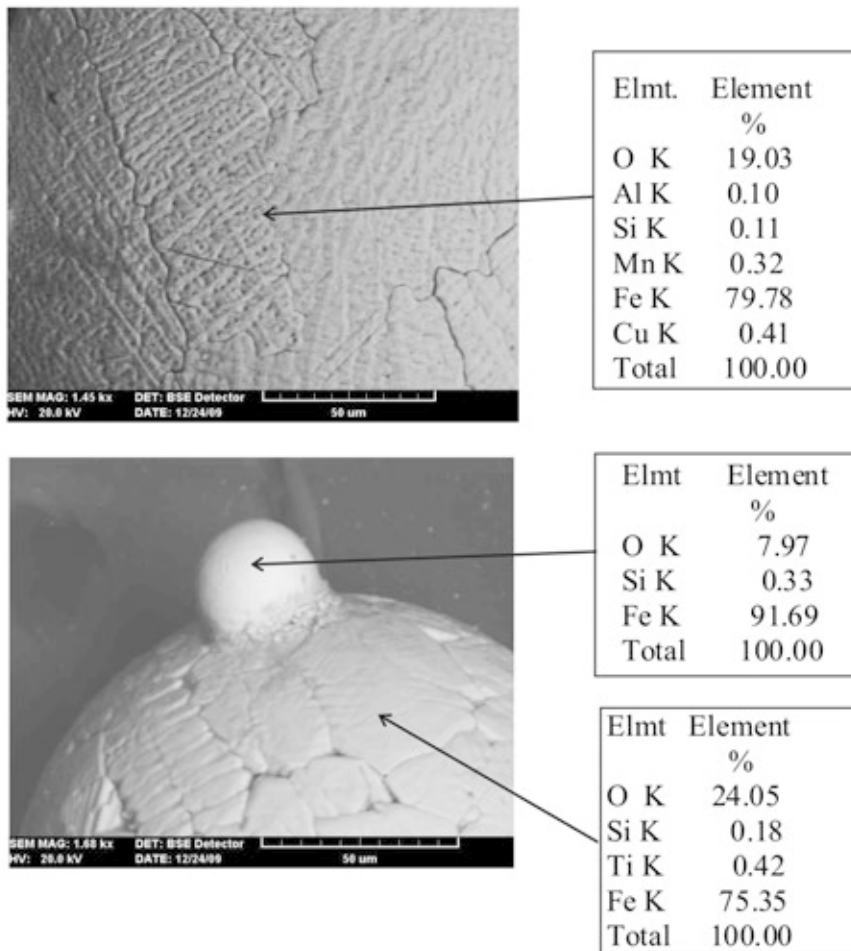 Elmt. Element
%
O K 19.03
Al K 0.10
Si K 0.11
Mn K 0.32
Fe K 79.78
Cu K 0.41
Total 100.00
SEM MAG: 1.45 kx DET: BSE Detector
HV: 20.0 kV DATE: 12/24/09 50 um
Elmt Element
%
O K 7.97
Si K 0.33
Fe K 91.69
Total 100.00
Elmt Element
%
O K 24.05
Si K 0.18
Ti K 0.42
Fe K 75.35
Total 100.00
SEM MAG: 1.68 kx DET: BSE Detector
HV: 20.0 kV DATE: 12/24/09 50 um